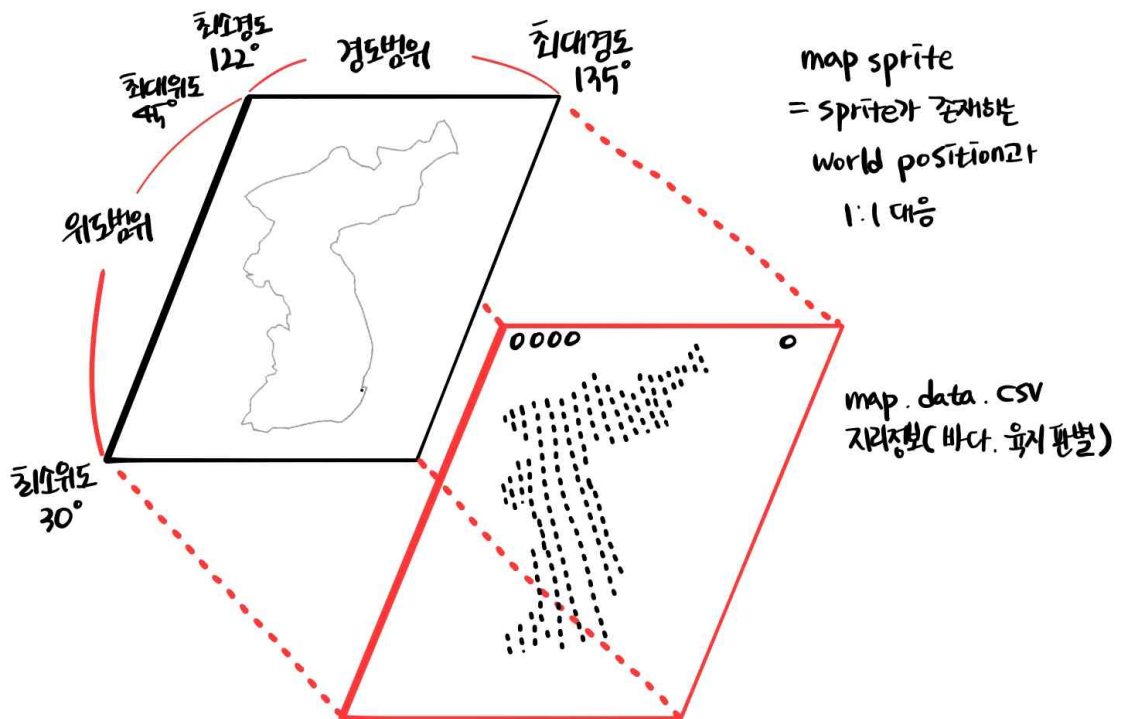 최소경도
122°
경도범위
최대경도
135°
최대위도
45°
위도범위
최소위도
30°
map sprite
= sprite가 존재하는
world position과
1:1 대응
0000
0
map.data.csv
지리정보(바다.육지 판별)